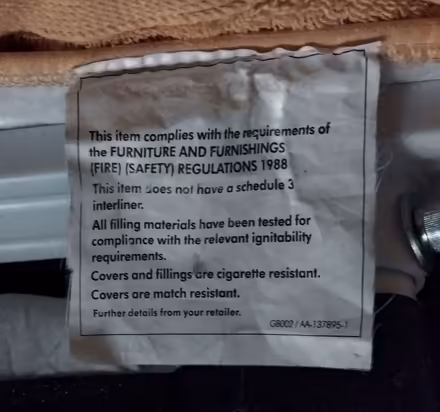 This item complies with the requirements of
the FURNITURE AND FURNISHINGS
(FIRE) (SAFETY) REGULATIONS 1988
This item does not have a schedule 3
interliner.
All filling materials have been tested for
compliance with the relevant ignitability
requirements.
Covers and fillings are cigarette resistant.
Covers are match resistant.
Further details from your retailer.
GB002 / AA-137895-1